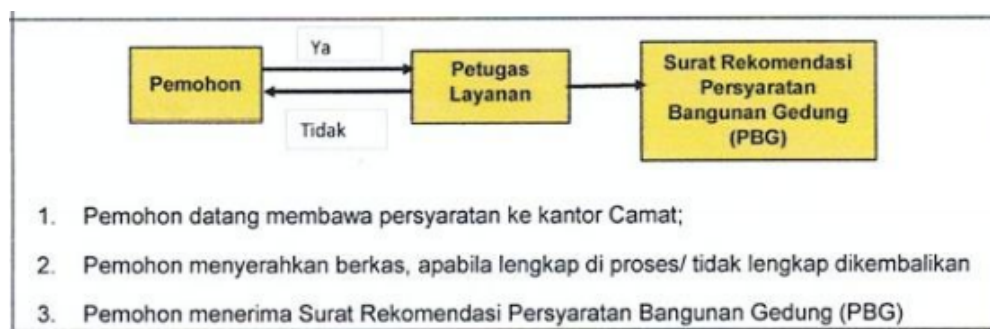 Ya
Pemohon
Petugas
Layanan
Tidak
Surat Rekomendasi
Persyaratan
Bangunan Gedung
(PBG)
1. Pemohon datang membawa persyaratan ke kantor Camat;
2. Pemohon menyerahkan berkas, apabila lengkap di proses/ tidak lengkap dikembalikan
3. Pemohon menerima Surat Rekomendasi Persyaratan Bangunan Gedung (PBG)